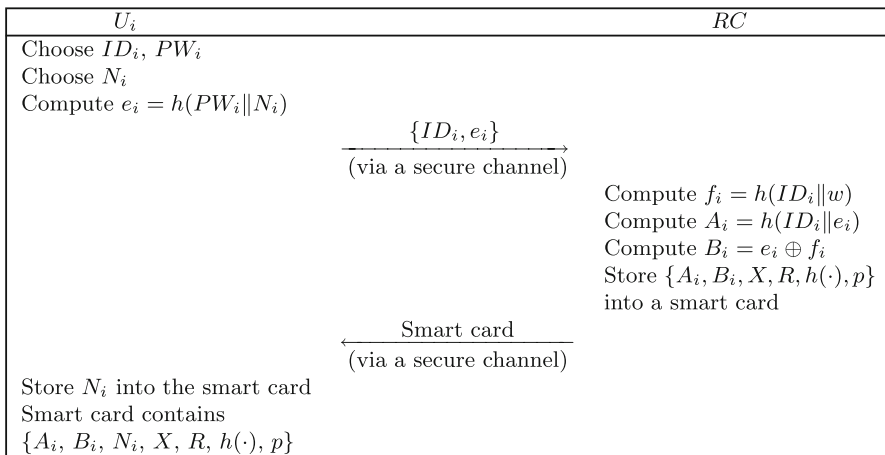 U_i RC
Choose ID_i, PW_i
Choose N_i
Compute e_i = h(PW_i‖N_i)
{ID_i, e_i}
(via a secure channel)
Compute f_i = h(ID_i‖w)
Compute A_i = h(ID_i‖e_i)
Compute B_i = e_i ⊕ f_i
Store {A_i, B_i, X, R, h(·), p}
into a smart card
Smart card
(via a secure channel)
Store N_i into the smart card
Smart card contains
{A_i, B_i, N_i, X, R, h(·), p}